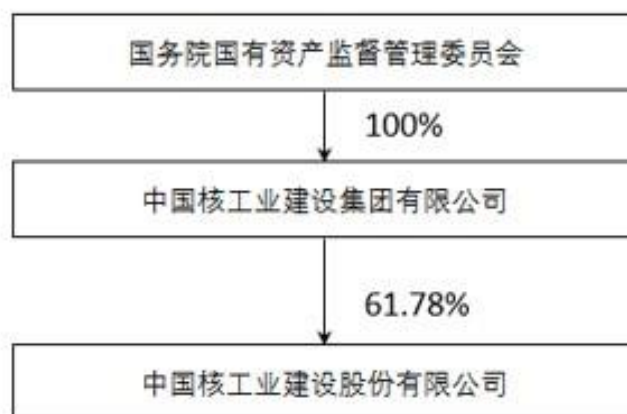 国务院国有资产监督管理委员会
100%
中国核工业建设集团有限公司
61.78%
中国核工业建设股份有限公司